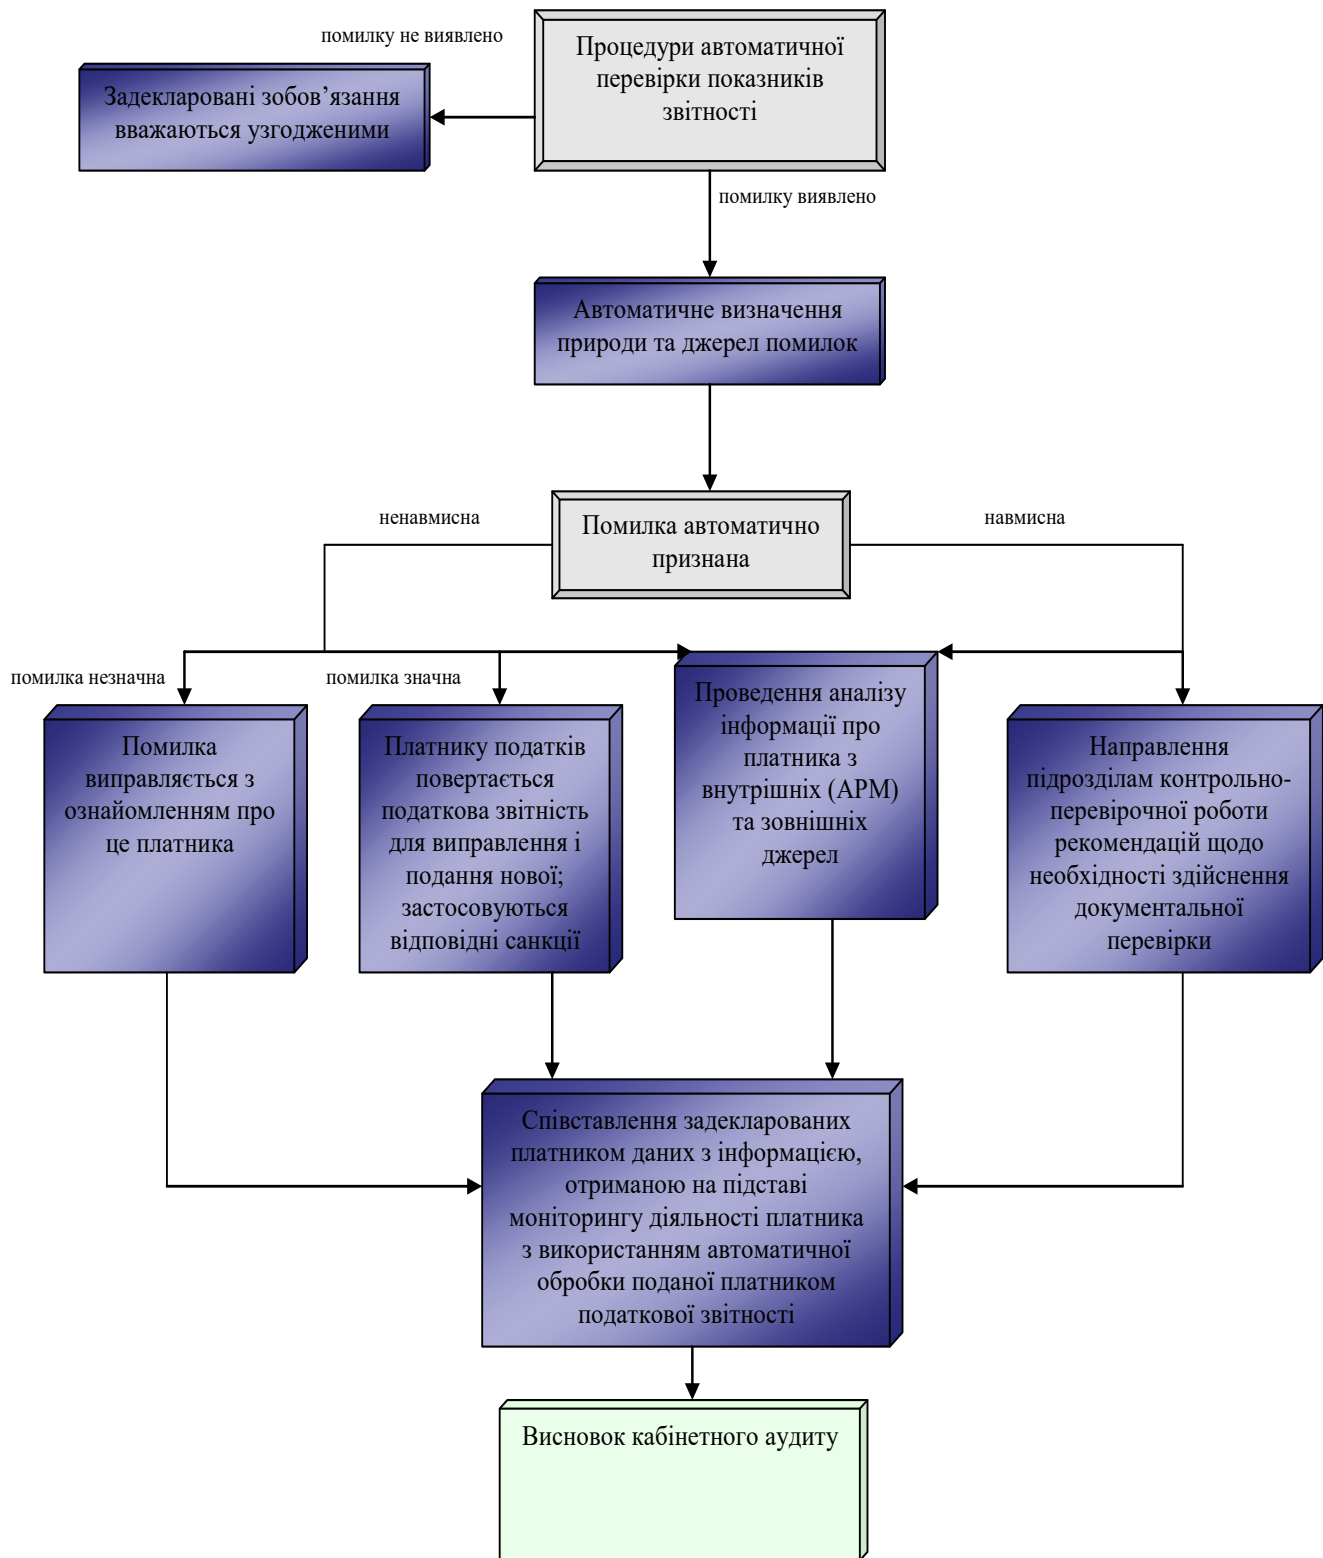 помилку не виявлено
Процедури автоматичної
перевірки показників
звітності
Задекларовані зобов’язання
вважаються узгодженими
помилку виявлено
Автоматичне визначення
природи та джерел помилок
ненавмисна
Помилка автоматично
признана
навмисна
помилка незначна
помилка значна
Помилка
виправляється з
ознайомленням про
це платника
Платнику податків
повертається
податкова звітність
для виправлення і
подання нової;
застосовуються
відповідні санкції
Проведення аналізу
інформації про
платника з
внутрішніх (АРМ)
та зовнішніх
джерел
Направлення
підрозділам контрольно-
перевірочної роботи
рекомендацій щодо
необхідності здійснення
документальної
перевірки
Співставлення задекларованих
платником даних з інформацією,
отриманою на підставі
моніторингу діяльності платника
з використанням автоматичної
обробки поданої платником
податкової звітності
Висновок кабінетного аудиту